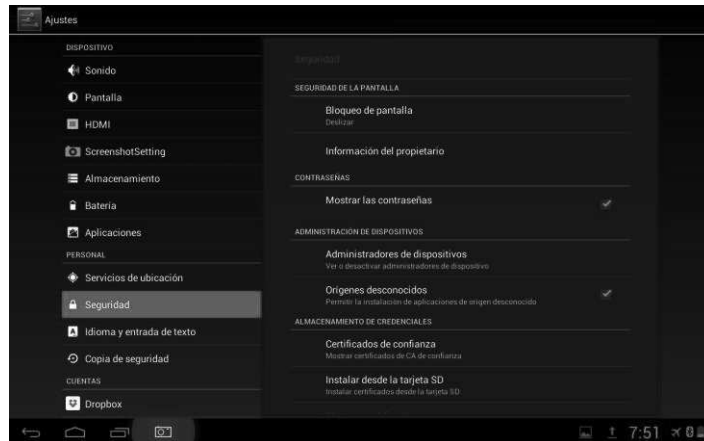 Ajustes
DISPOSITIVO
Sonido
Pantalla
HDMI
ScreenshotSetting
Almacenamiento
Batería
Aplicaciones
PERSONAL
Servicios de ubicación
Seguridad
Idioma y entrada de texto
Copia de seguridad
CUENTAS
Dropbox
Seguridad
SEGURIDAD DE LA PANTALLA
Bloqueo de pantalla
Deslizar
Información del propietario
CONTRASEÑAS
Mostrar las contraseñas
ADMINISTRACIÓN DE DISPOSITIVOS
Administradores de dispositivos
Ver o desactivar administradores de dispositivo
Orígenes desconocidos
Permitir la instalación de aplicaciones de origen desconocido
ALMACENAMIENTO DE CREDENCIALES
Certificados de confianza
Mostrar certificados de CA de confianza
Instalar desde la tarjeta SD
Instalar certificados desde la tarjeta SD
7:51